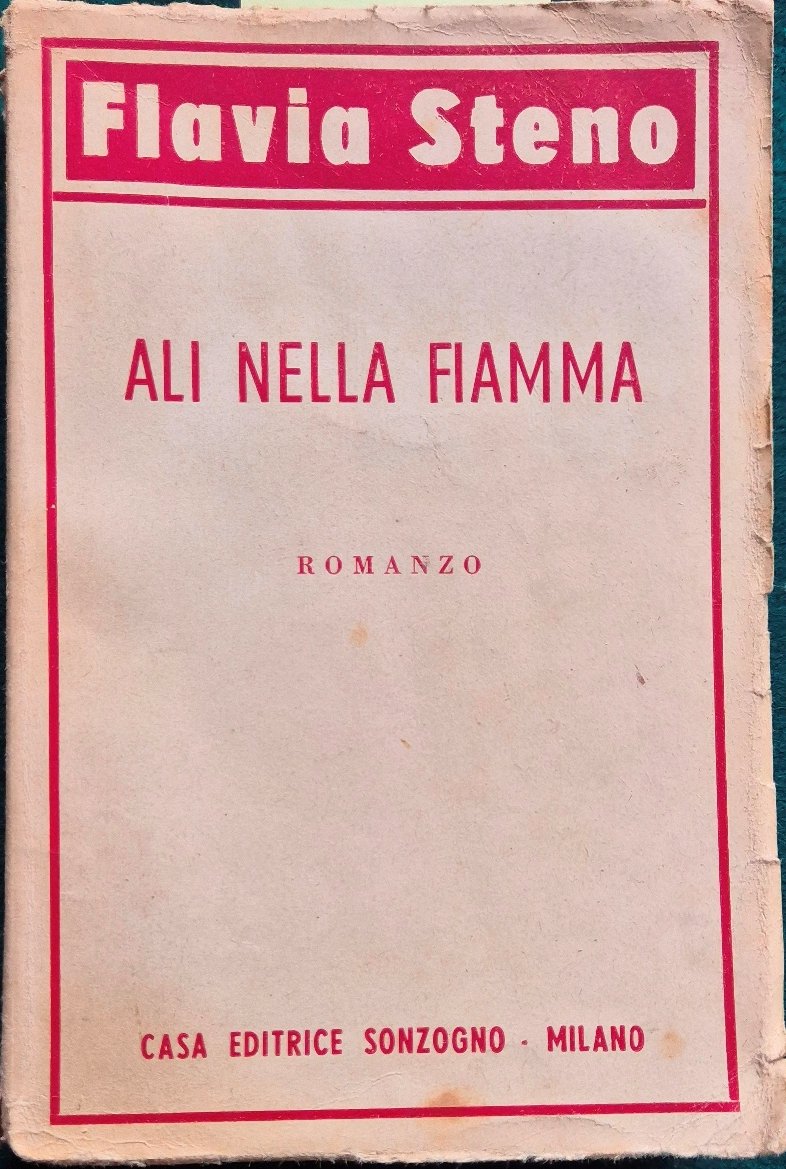 Flavia Steno
ALI NELLA FIAMMA
ROMANZO
CASA EDITRICE SONZOGNO - MILANO